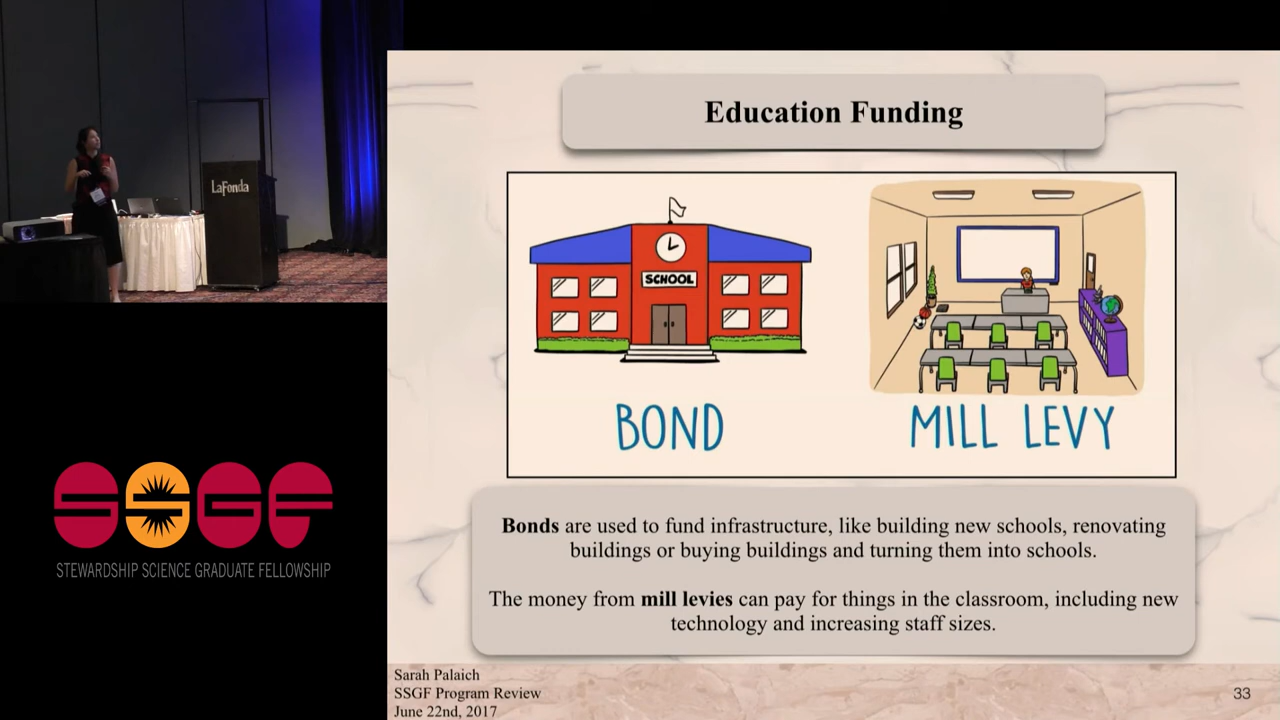 LaFonda
SSGF
STEWARDSHIP SCIENCE GRADUATE FELLOWSHIP
Education Funding
SCHOOL
BOND
MILL LEVY
Bonds are used to fund infrastructure, like building new schools, renovating
buildings or buying buildings and turning them into schools.
The money from mill levies can pay for things in the classroom, including new
technology and increasing staff sizes.
Sarah Palaich
SSGF Program Review
June 22nd, 2017
33